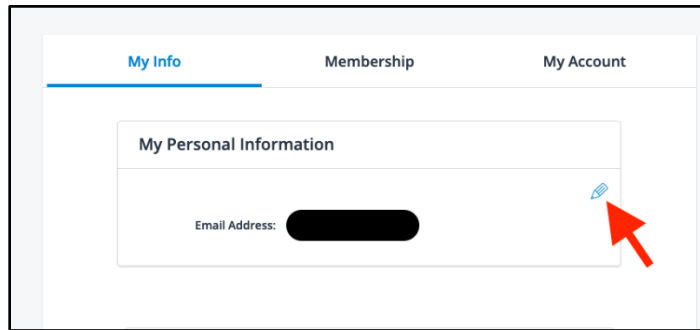 My Info Membership My Account
My Personal Information
Email Address: